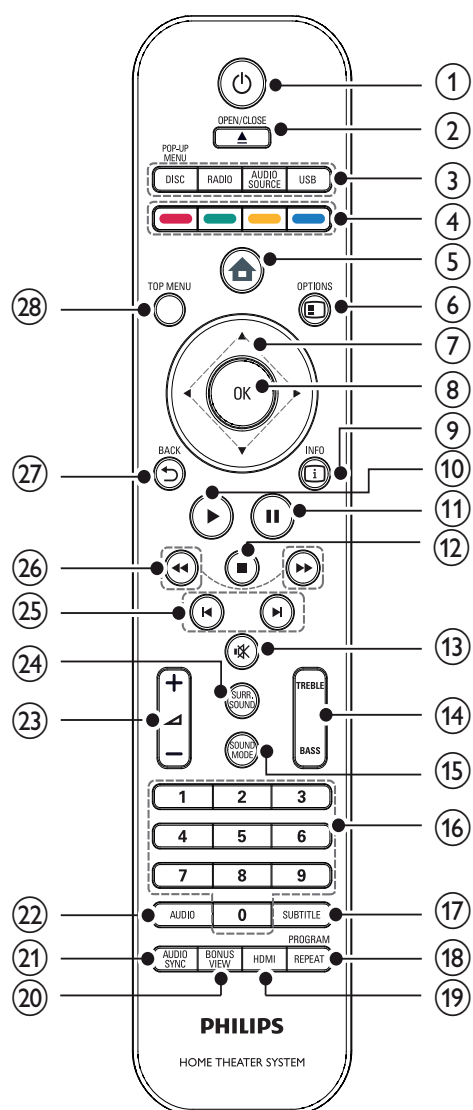 1
OPEN/CLOSE
2
POP-UP
MENU
DISC
RADIO
AUDIO
SOURCE
USB
3
4
5
TOP MENU
OPTIONS
28
6
7
OK
8
BACK
INFO
9
27
10
11
12
26
25
13
24
SURR.
SOUND
TREBLE
23
14
SOUND
MODE
BASS
15
1 2 3
16
4 5 6
7 8 9
22
AUDIO
0
SUBTITLE
17
PROGRAM
21
AUDIO
SYNC
BONUS
VIEW
HDMI
REPEAT
18
20
19
PHILIPS
HOME THEATER SYSTEM